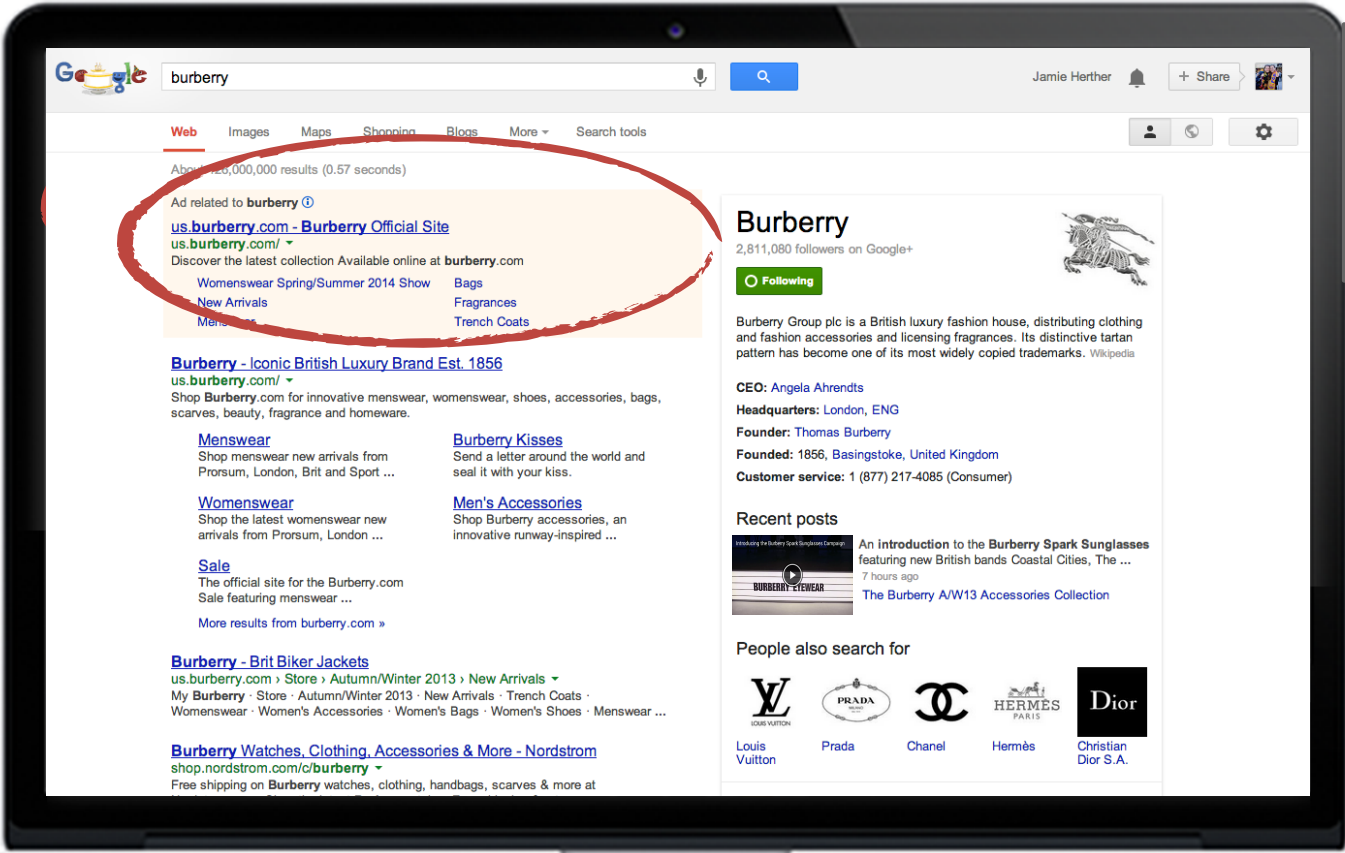 Google
burberry
Jamie Herther
+ Share
Web Images Maps Shopping Blogs More Search tools
000,000 results (0.57 seconds)
Ad related to burberry
us.burberry.com - Burberry Official Site
us.burberry.com/
Discover the latest collection Available online at burberry.com
Womenswear Spring/Summer 2014 Show Bags
New Arrivals Fragrances
Trench Coats
Burberry - Iconic British Luxury Brand Est. 1856
us.burberry.com/
Shop Burberry.com for innovative menswear, womenswear, shoes, accessories, bags,
scarves, beauty, fragrance and homeware.
Menswear
Shop menswear new arrivals from
Prorsum, London, Brit and Sport ...
Burberry Kisses
Send a letter around the world and
seal it with your kiss.
Womenswear
Shop the latest womenswear new
arrivals from Prorsum, London ...
Men's Accessories
Shop Burberry accessories, an
innovative runway-inspired ...
Sale
The official site for the Burberry.com
Sale featuring menswear ...
More results from burberry.com »
Burberry - Brit Biker Jackets
us.burberry.com › Store › Autumn/Winter 2013 › New Arrivals
My Burberry · Store · Autumn/Winter 2013 · New Arrivals · Trench Coats ·
Womenswear · Women's Accessories · Women's Bags · Women's Shoes · Menswear ...
Burberry Watches, Clothing, Accessories & More - Nordstrom
shop.nordstrom.com/c/burberry
Free shipping on Burberry watches, clothing, handbags, scarves & more at
Burberry
2,811,080 followers on Google+
Following
Burberry Group plc is a British luxury fashion house, distributing clothing
and fashion accessories and licensing fragrances. Its distinctive tartan
pattern has become one of its most widely copied trademarks. Wikipedia
CEO: Angela Ahrendts
Headquarters: London, ENG
Founder: Thomas Burberry
Founded: 1856, Basingstoke, United Kingdom
Customer service: 1 (877) 217-4085 (Consumer)
Recent posts
Introducing the Burberry Spark Sunglasses Campaign
BURBERRY EYEWEAR
An introduction to the Burberry Spark Sunglasses
featuring new British bands Coastal Cities, The ...
7 hours ago
The Burberry A/W13 Accessories Collection
People also search for
LV
LOUIS VUITTON
PRADA
HERMÈS
PARIS
Dior
Louis
Vuitton
Prada
Chanel
Hermès
Christian
Dior S.A.